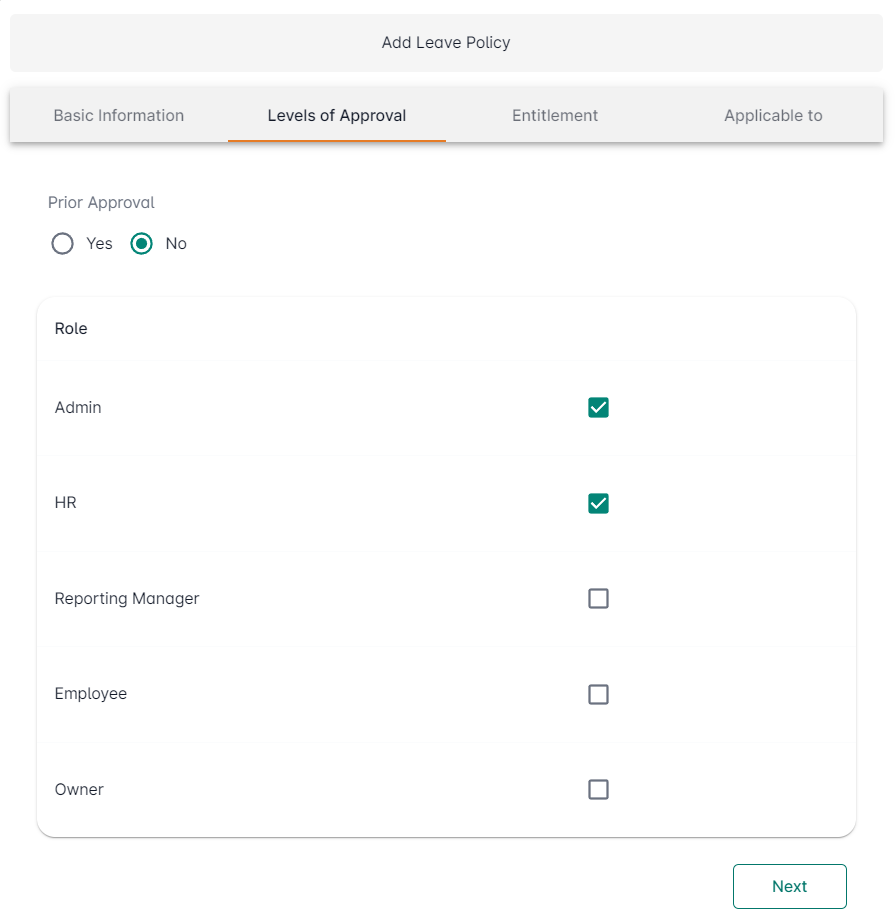 Add Leave Policy
Basic Information Levels of Approval Entitlement Applicable to
Prior Approval
Yes No
Role
Admin
HR
Reporting Manager
Employee
Owner
Next